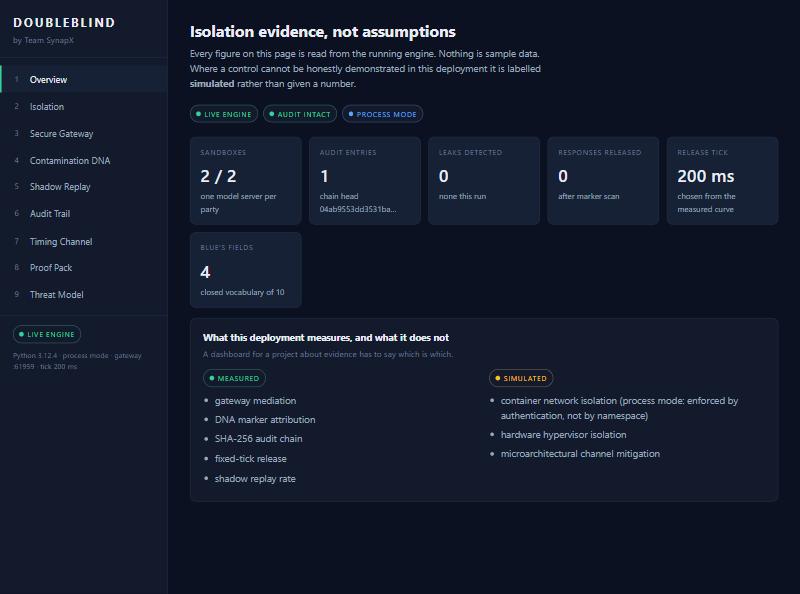 DOUBLEBLIND
by Team SynapX
1 Overview
2 Isolation
3 Secure Gateway
4 Contamination DNA
5 Shadow Replay
6 Audit Trail
7 Timing Channel
8 Proof Pack
9 Threat Model
LIVE ENGINE
Python 3.12.4 · process mode · gateway
:61959 · tick 200 ms
Isolation evidence, not assumptions
Every figure on this page is read from the running engine. Nothing is sample data.
Where a control cannot be honestly demonstrated in this deployment it is labelled
simulated rather than given a number.
LIVE ENGINE AUDIT INTACT PROCESS MODE
SANDBOXES
2 / 2
one model server per
party
AUDIT ENTRIES
1
chain head
04ab9553dd3531ba...
LEAKS DETECTED
0
none this run
RESPONSES RELEASED
0
after marker scan
RELEASE TICK
200 ms
chosen from the
measured curve
BLUE'S FIELDS
4
closed vocabulary of 10
What this deployment measures, and what it does not
A dashboard for a project about evidence has to say which is which.
MEASURED
• gateway mediation
• DNA marker attribution
• SHA-256 audit chain
• fixed-tick release
• shadow replay rate
SIMULATED
• container network isolation (process mode: enforced by
authentication, not by namespace)
• hardware hypervisor isolation
• microarchitectural channel mitigation